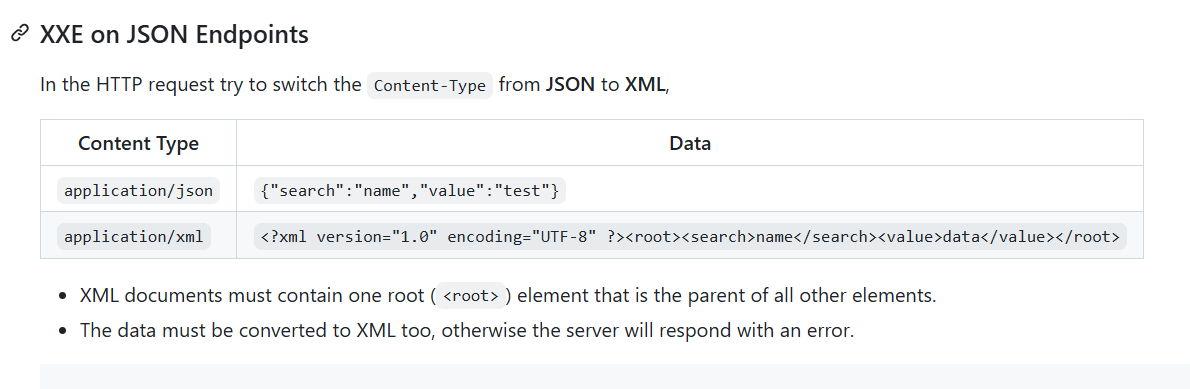 XXE on JSON Endpoints
In the HTTP request try to switch the Content-Type from JSON to XML,
Content Type Data
application/json {"search":"name","value":"test"}
application/xml <?xml version="1.0" encoding="UTF-8" ?><root><search>name</search><value>data</value></root>
• XML documents must contain one root ( <root> ) element that is the parent of all other elements.
• The data must be converted to XML too, otherwise the server will respond with an error.